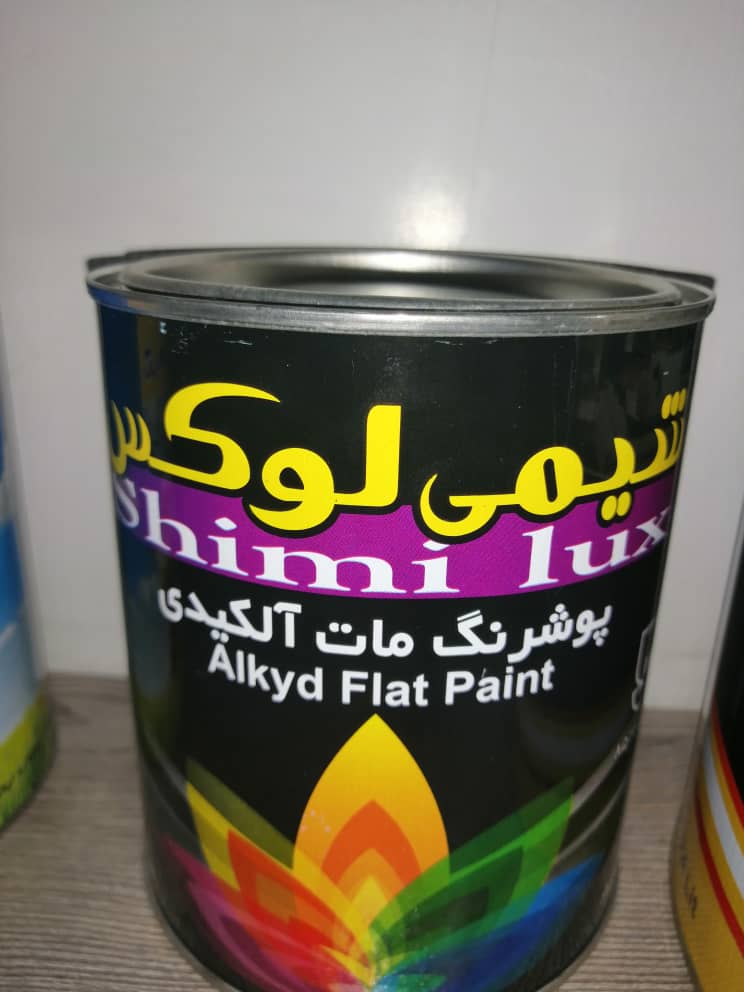 شیمی لوکس
Shimi lux
پوشرنگ مات آلکیدی
Alkyd Flat Paint